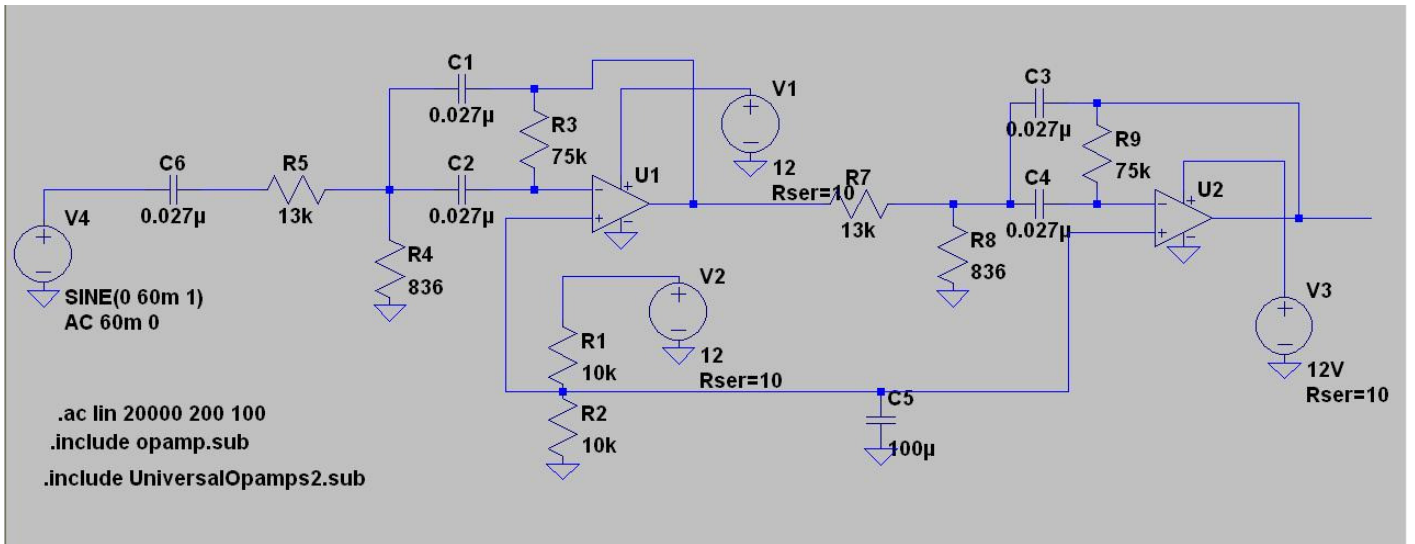 C1
0.027µ
R3
75k
V1
12
Rser=10
C3
0.027µ
R9
75k
C6
0.027µ
R5
13k
C2
0.027µ
U1
R7
13k
C4
0.027µ
U2
V4
SINE(0 60m 1)
AC 60m 0
R4
836
R8
836
V2
12
Rser=10
R1
10k
R2
10k
C5
100µ
V3
12V
Rser=10
.ac lin 20000 200 100
.include opamp.sub
.include UniversalOpamps2.sub